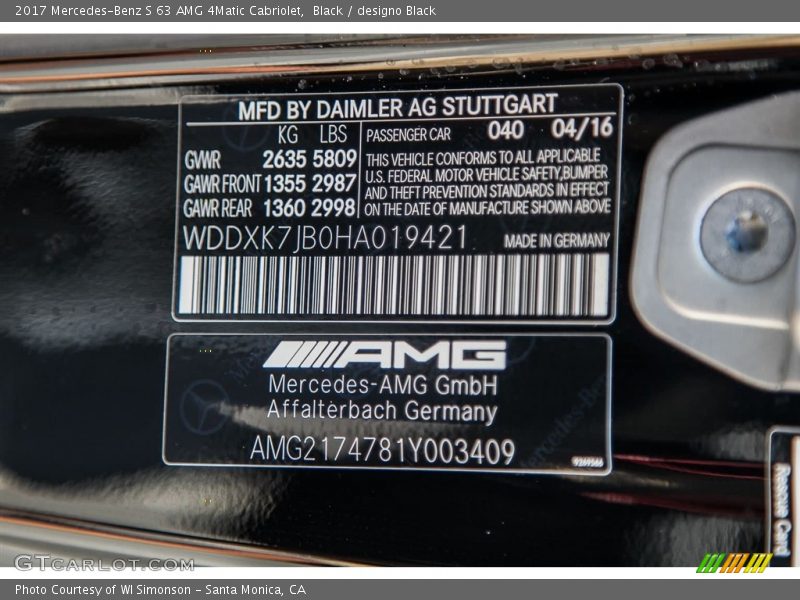 2017 Mercedes-Benz S 63 AMG 4Matic Cabriolet,  Black / designo Black
MFD BY DAIMLER AG STUTTGART
KG LBS PASSENGER CAR 040 04/16
GVWR 2635 5809 THIS VEHICLE CONFORMS TO ALL APPLICABLE
U.S. FEDERAL MOTOR VEHICLE SAFETY, BUMPER
GAWR FRONT 1355 2987 AND THEFT PREVENTION STANDARDS IN EFFECT
GAWR REAR 1360 2998 ON THE DATE OF MANUFACTURE SHOWN ABOVE
WDDXK7JB0HA019421 MADE IN GERMANY
AMG
Mercedes-AMG GmbH
Affalterbach Germany
AMG2174781Y003409
Rescue Card
GTCARLOT.COM
Photo Courtesy of WI Simonson - Santa Monica, CA